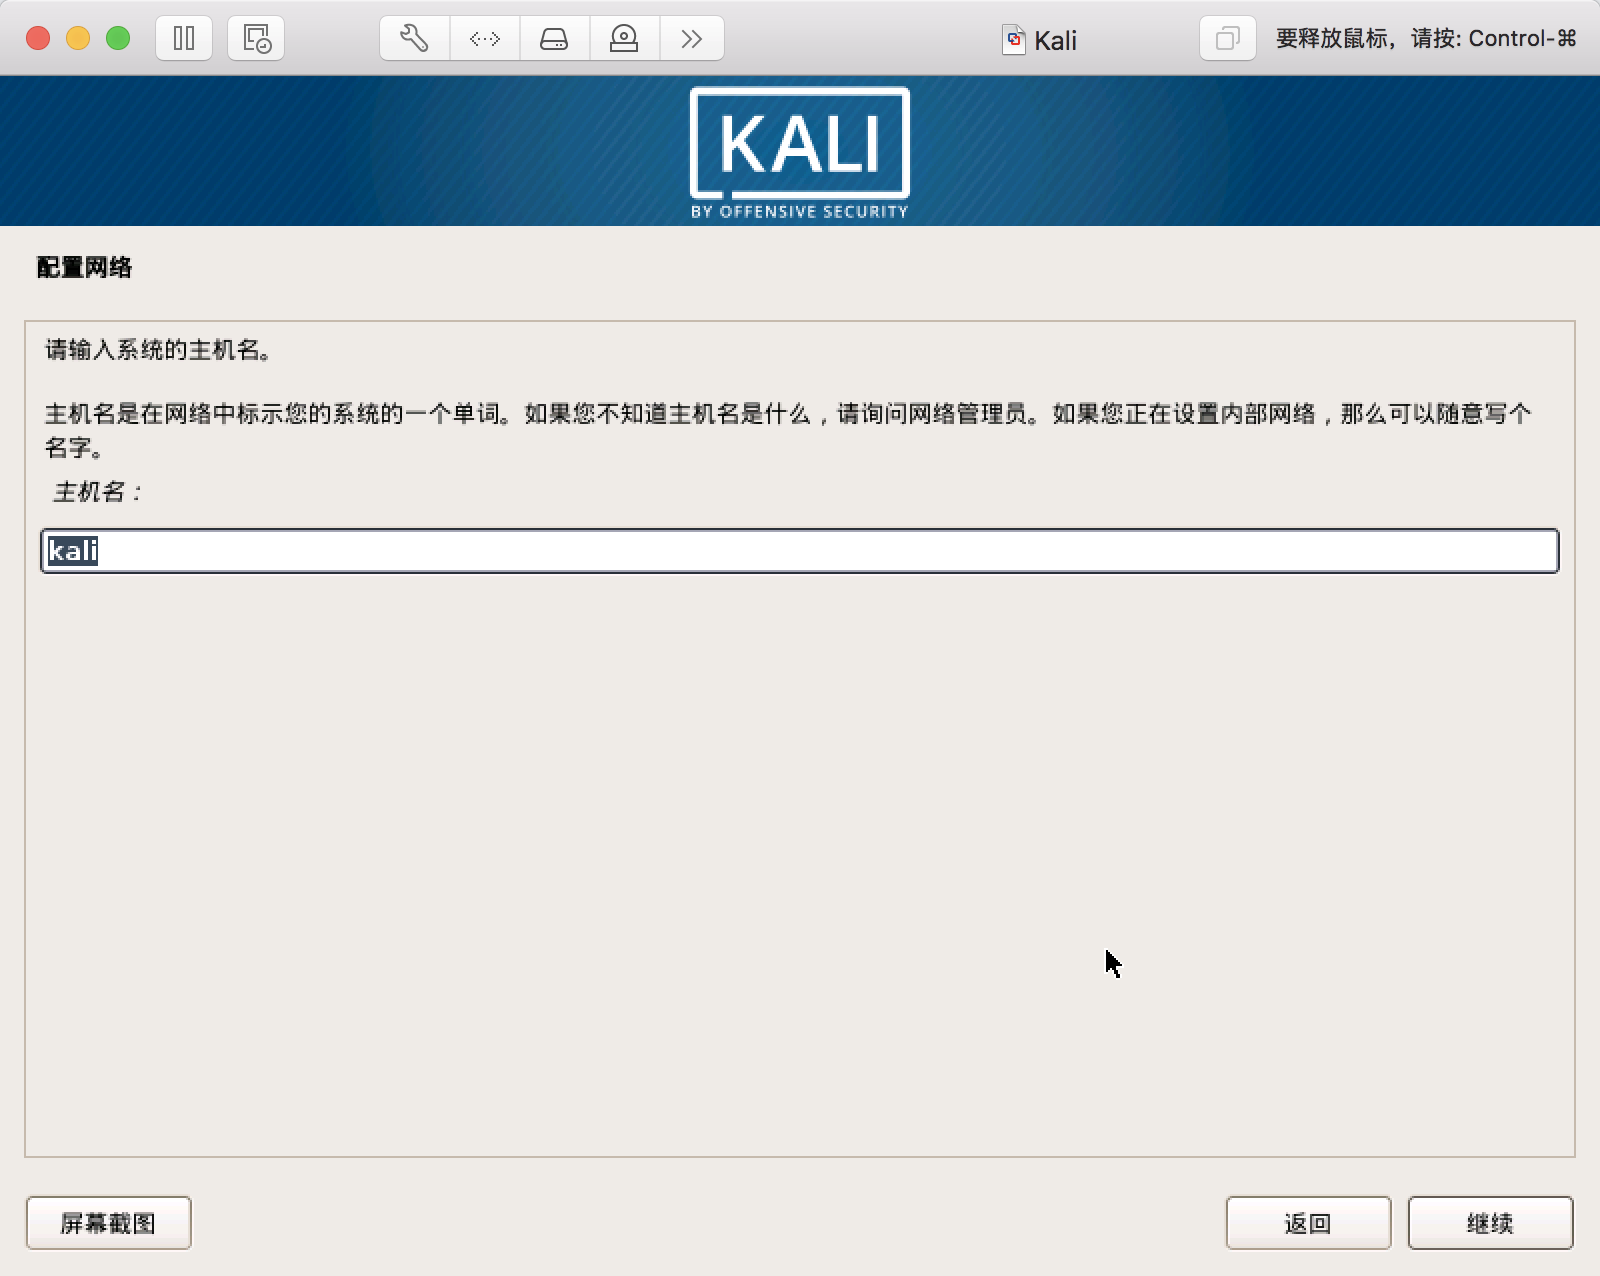 Kali
要释放鼠标，请按: Control-⌘
KALI
BY OFFENSIVE SECURITY
配置网络
请输入系统的主机名。
主机名是在网络中标示您的系统的一个单词。如果您不知道主机名是什么，请询问网络管理员。如果您正在设置内部网络，那么可以随意写个
名字。
主机名：
kali
屏幕截图
返回
继续